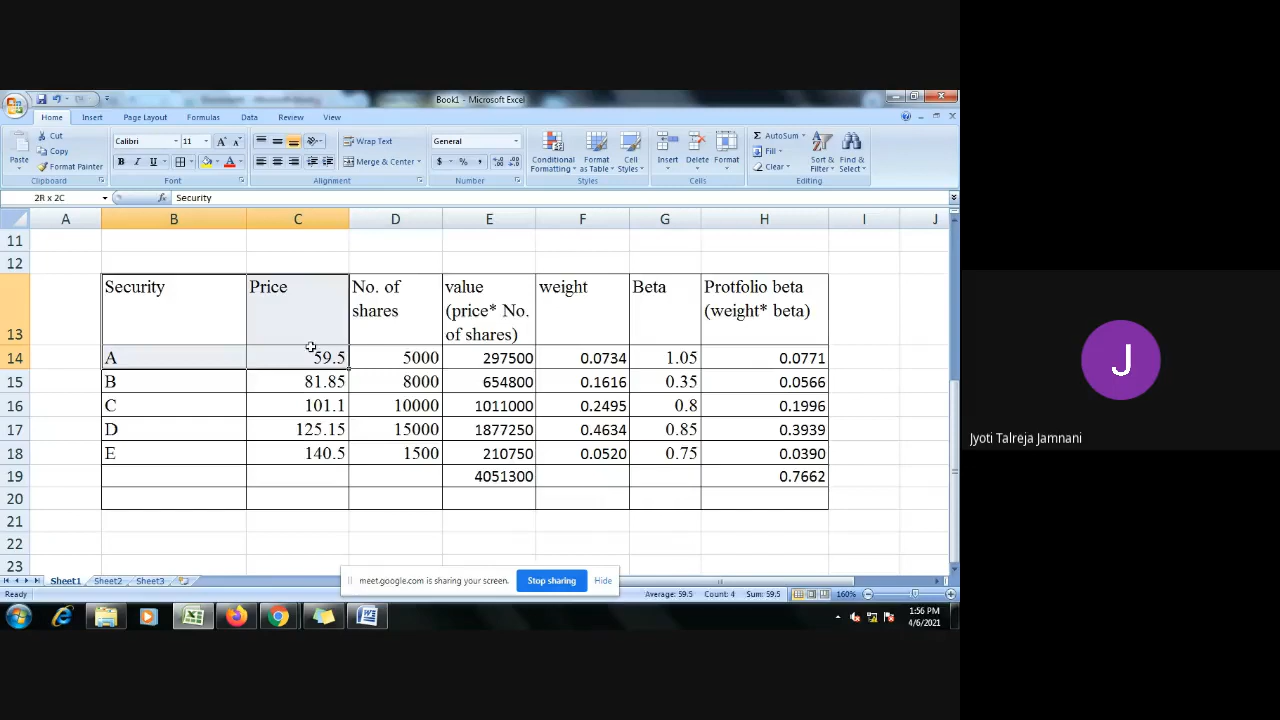 Book1 - Microsoft Excel
Home Insert Page Layout Formulas Data Review View
Cut
Copy
Format Painter
Paste
Clipboard
Calibri 11
B I U
Font
Wrap Text
Merge & Center
Alignment
General
$ % ,
Number
Conditional Formatting
Format as Table
Cell Styles
Styles
Insert Delete Format
Cells
AutoSum
Fill
Clear
Sort & Filter
Find & Select
Editing
2R x 2C fx Security
A B C D E F G H I J
11
12
13 Security Price No. of shares value (price* No. of shares) weight Beta Protfolio beta (weight* beta)
14 A 59.5 5000 297500 0.0734 1.05 0.0771
15 B 81.85 8000 654800 0.1616 0.35 0.0566
16 C 101.1 10000 1011000 0.2495 0.8 0.1996
17 D 125.15 15000 1877250 0.4634 0.85 0.3939
18 E 140.5 1500 210750 0.0520 0.75 0.0390
19 4051300 0.7662
20
21
22
23
Sheet1 Sheet2 Sheet3
meet.google.com is sharing your screen. Stop sharing Hide
Ready Average: 59.5 Count: 4 Sum: 59.5 160%
1:56 PM
4/6/2021
J
Jyoti Talreja Jamnani